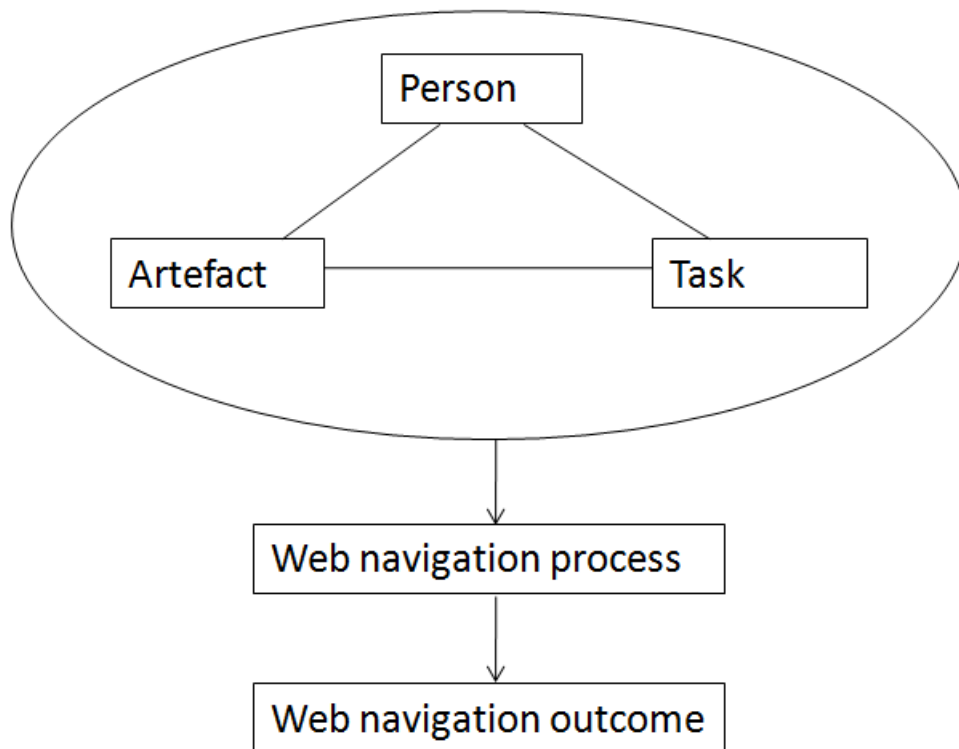 Person
Artefact
Task
Web navigation process
Web navigation outcome